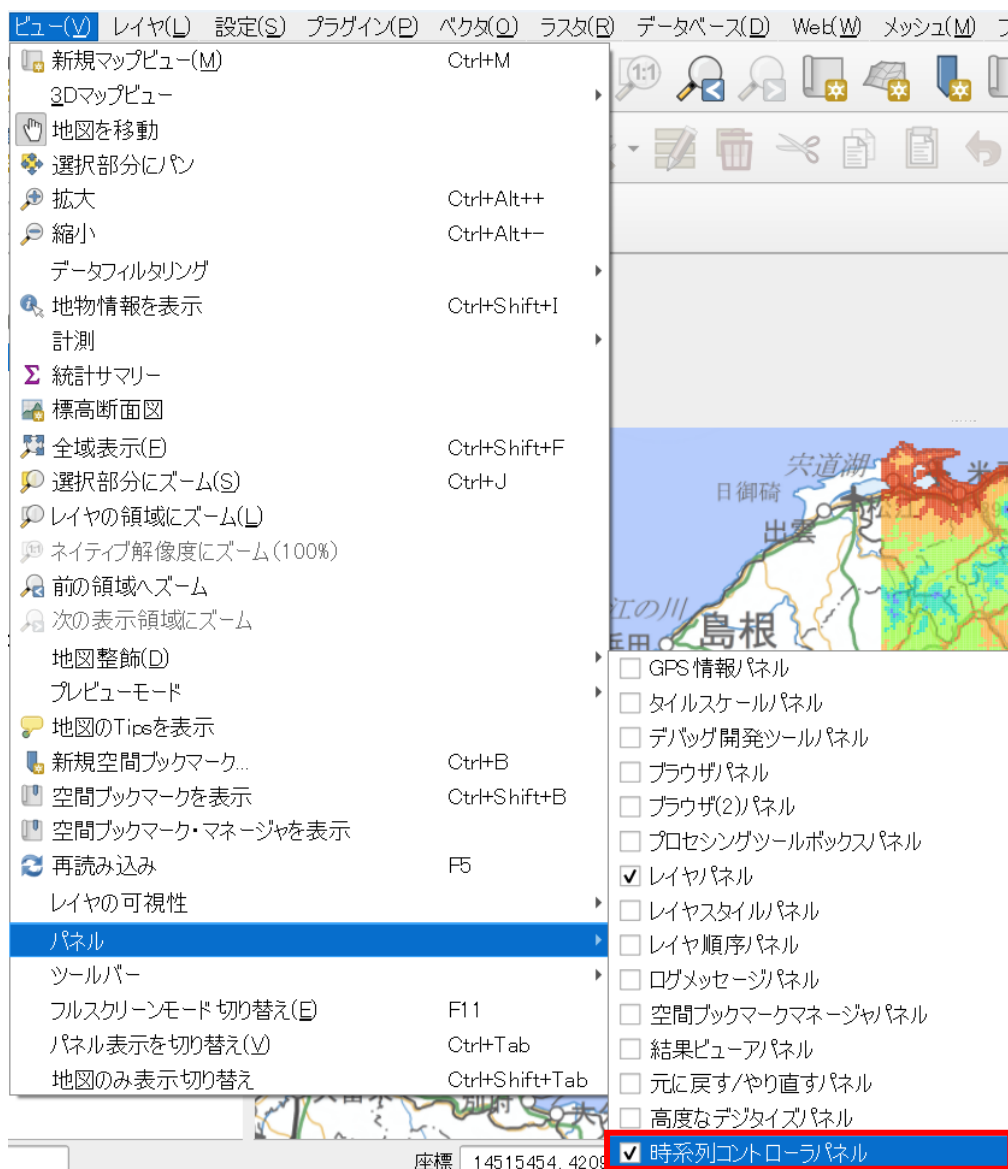 ビュー(V) レイヤ(L) 設定(S) プラグイン(P) ベクタ(O) ラスタ(R) データベース(D) Web(W) メッシュ(M)
新規マップビュー(M) Ctrl+M
3Dマップビュー
地図を移動
選択部分にパン
拡大 Ctrl+Alt++
縮小 Ctrl+Alt+-
データフィルタリング
地物情報を表示 Ctrl+Shift+I
計測
Σ 統計サマリー
標高断面図
全域表示(F) Ctrl+Shift+F
選択部分にズーム(S) Ctrl+J
レイヤの領域にズーム(L)
ネイティブ解像度にズーム(100%)
前の領域へズーム
次の表示領域にズーム
地図整飾(D)
プレビューモード
地図のTipsを表示
新規空間ブックマーク... Ctrl+B
空間ブックマークを表示 Ctrl+Shift+B
空間ブックマーク・マネージャを表示
再読み込み F5
レイヤの可視性
パネル
ツールバー
フルスクリーンモード切り替え(E) F11
パネル表示を切り替え(V) Ctrl+Tab
地図のみ表示切り替え Ctrl+Shift+Tab
1:1
宍道湖
日御碕
出雲
松江
江の川
島根
GPS情報パネル
タイルスケールパネル
デバッグ開発ツールパネル
ブラウザパネル
ブラウザ(2)パネル
プロセシングツールボックスパネル
レイヤパネル
レイヤスタイルパネル
レイヤ順序パネル
ログメッセージパネル
空間ブックマークマネージャパネル
結果ビューアパネル
元に戻す/やり直すパネル
高度なデジタイズパネル
時系列コントローラパネル
別府
座標 14515454.4209